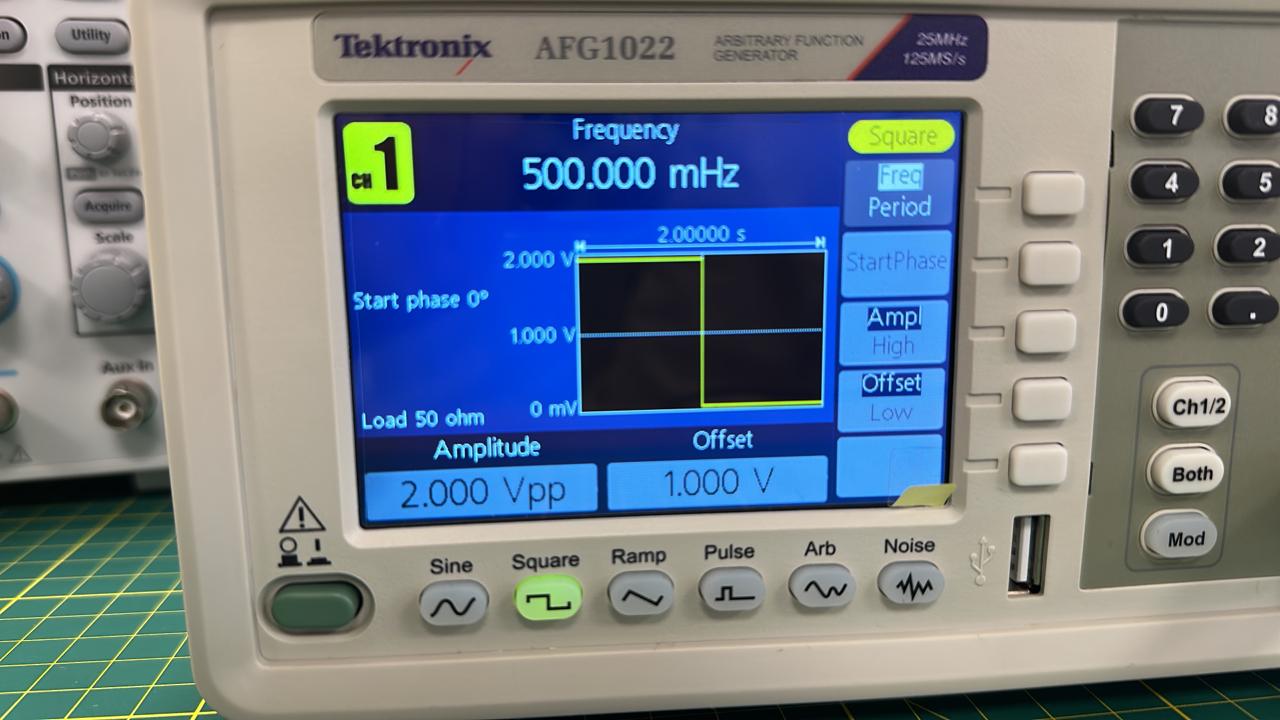 Utility
Horizonta
Position
Acquire
Scale
Aux In
Tektronix AFG1022 ARBITRARY FUNCTION
GENERATOR
25MHz
125MS/s
CH 1
Frequency
500.000 mHz
Square
Freq
Period
StartPhase
Ampl
High
Offset
Low
2.00000 s
2.000 V
Start phase 0°
1.000 V
0 mV
Load 50 ohm
Amplitude
2.000 Vpp
Offset
1.000 V
Sine
Square
Ramp
Pulse
Arb
Noise
7 8
4 5
1 2
0 .
Ch1/2
Both
Mod